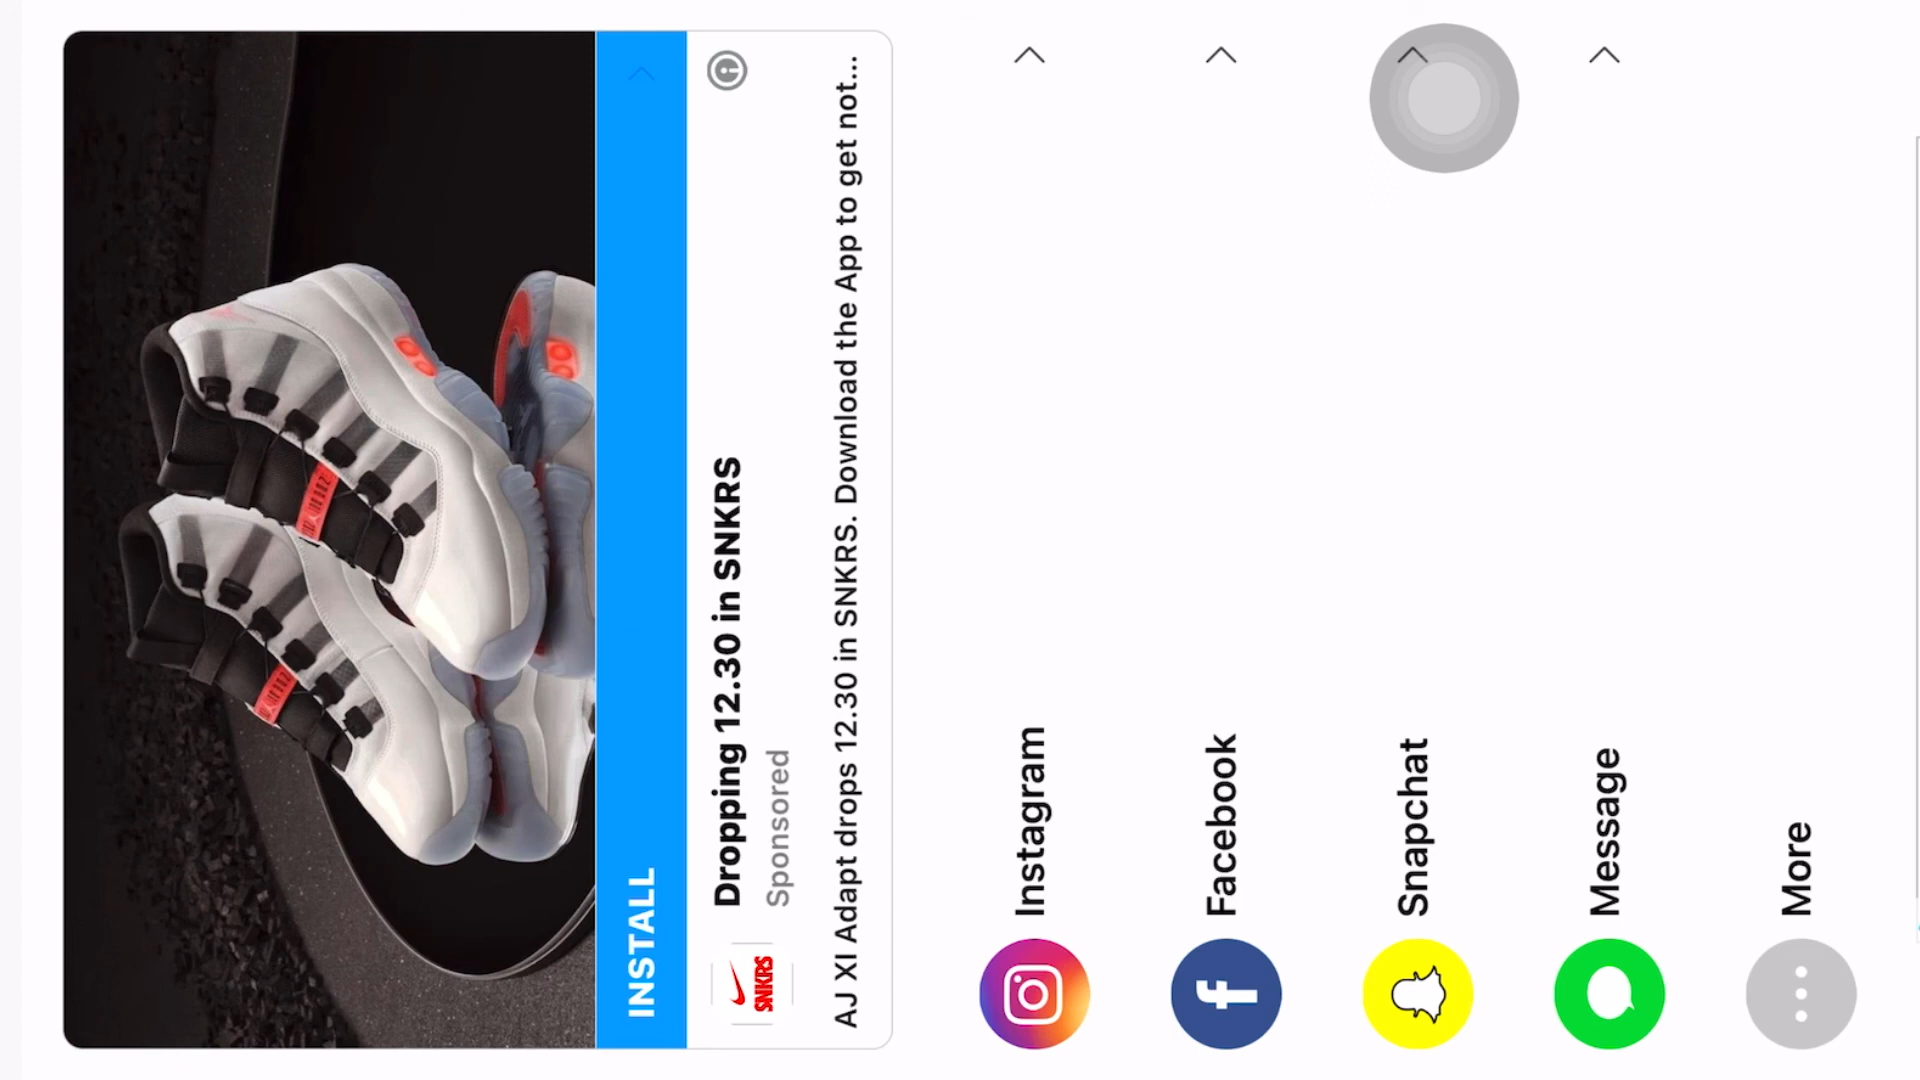 INSTALL
SNKRS
Dropping 12.30 in SNKRS
Sponsored
AJ XI Adapt drops 12.30 in SNKRS. Download the App to get not...
Instagram
Facebook
Snapchat
Message
More